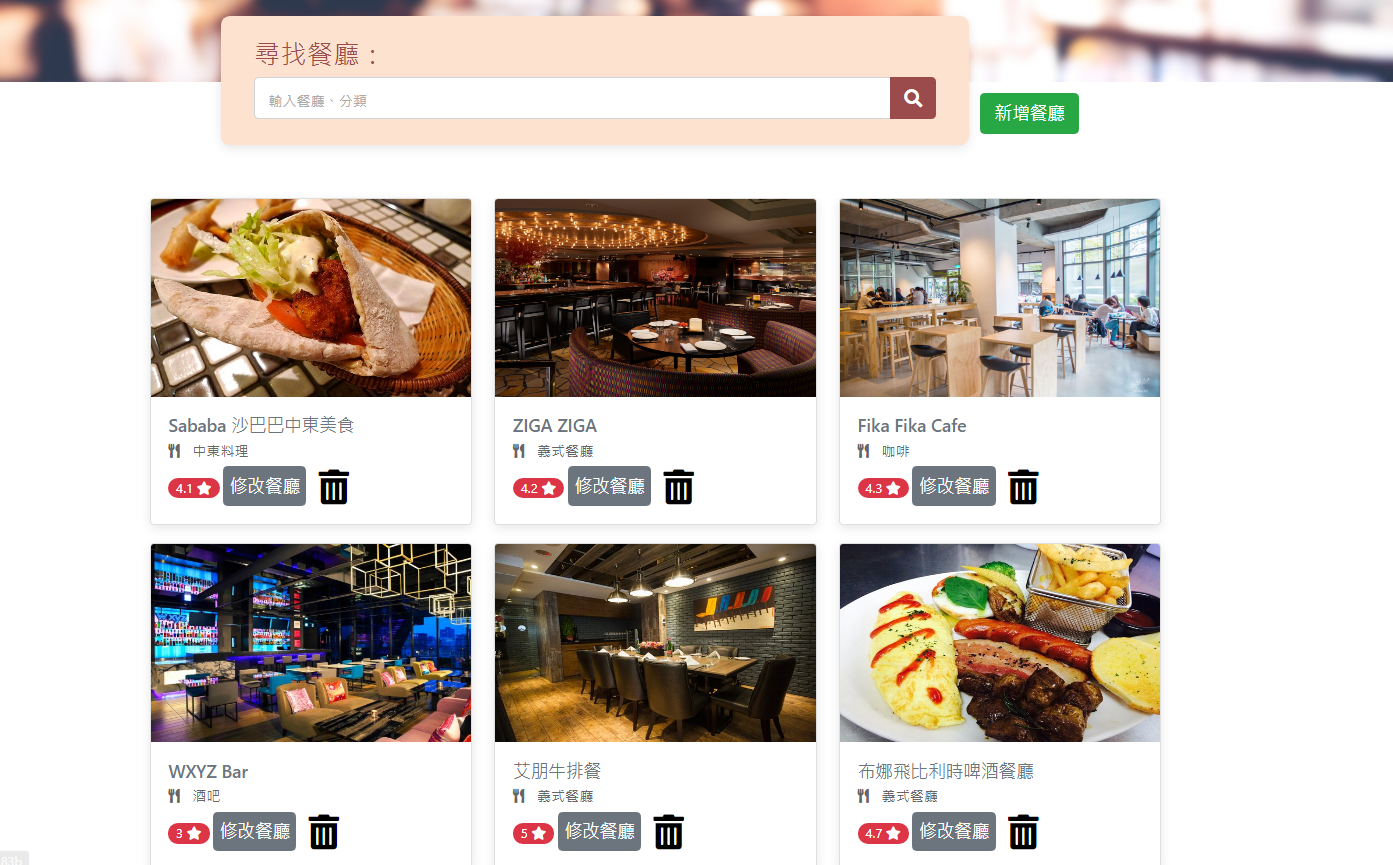 尋找餐廳：
輸入餐廳、分類
新增餐廳
Sababa 沙巴巴中東美食
中東料理
4.1 修改餐廳
ZIGA ZIGA
義式餐廳
4.2 修改餐廳
Fika Fika Cafe
咖啡
4.3 修改餐廳
WXYZ Bar
酒吧
3 修改餐廳
艾朋牛排餐
義式餐廳
5 修改餐廳
布娜飛比利時啤酒餐廳
義式餐廳
4.7 修改餐廳
83b